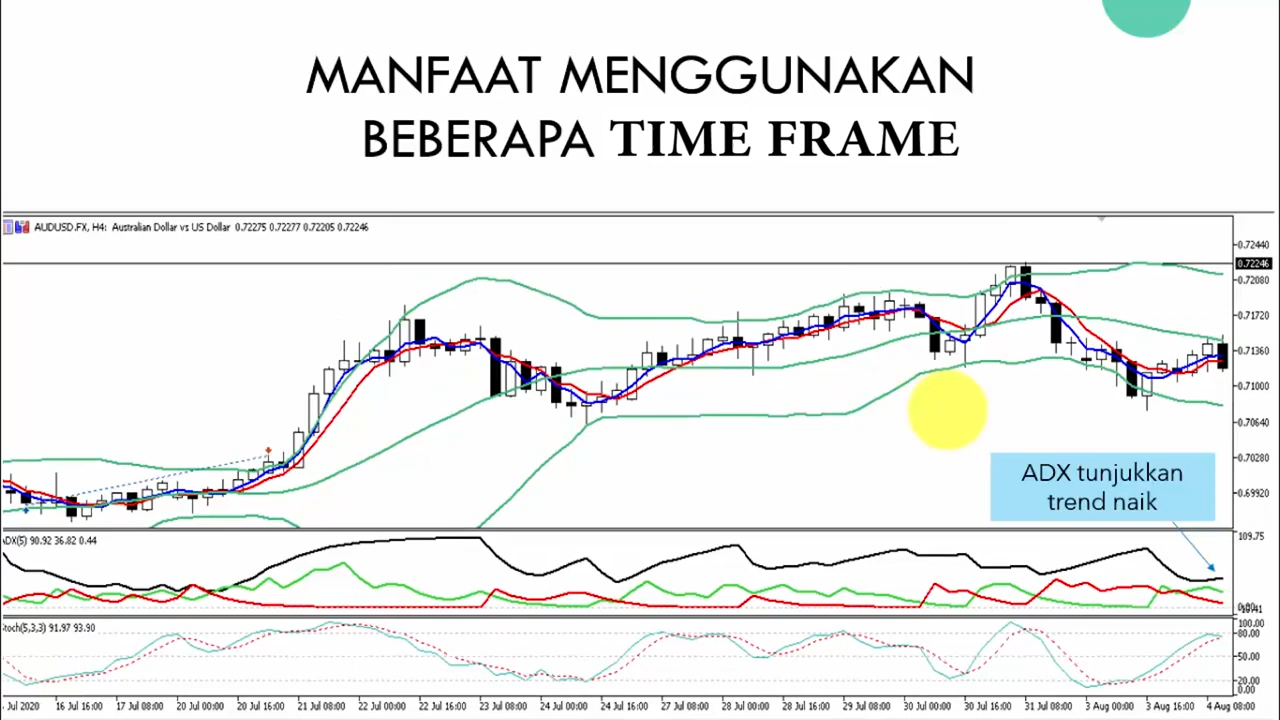 MANFAAT MENGGUNAKAN
BEBERAPA TIME FRAME
AUDUSD.FX, H4: Australian Dollar vs US Dollar 0.72275 0.72277 0.72205 0.72246
0.72440
0.72246
0.72080
0.71720
0.71360
0.71000
0.70640
0.70280
0.69920
ADX tunjukkan
trend naik
ADX(5) 90.92 36.82 0.44
109.75
Stoch(5,3,3) 91.97 93.90
100.00
80.00
50.00
20.00
0.00
Jul 2020 16 Jul 16:00 17 Jul 08:00 20 Jul 00:00 20 Jul 16:00 21 Jul 08:00 22 Jul 00:00 22 Jul 16:00 23 Jul 08:00 24 Jul 00:00 24 Jul 16:00 27 Jul 08:00 28 Jul 00:00 28 Jul 16:00 29 Jul 08:00 30 Jul 00:00 30 Jul 16:00 31 Jul 08:00 3 Aug 00:00 3 Aug 16:00 4 Aug 08:00